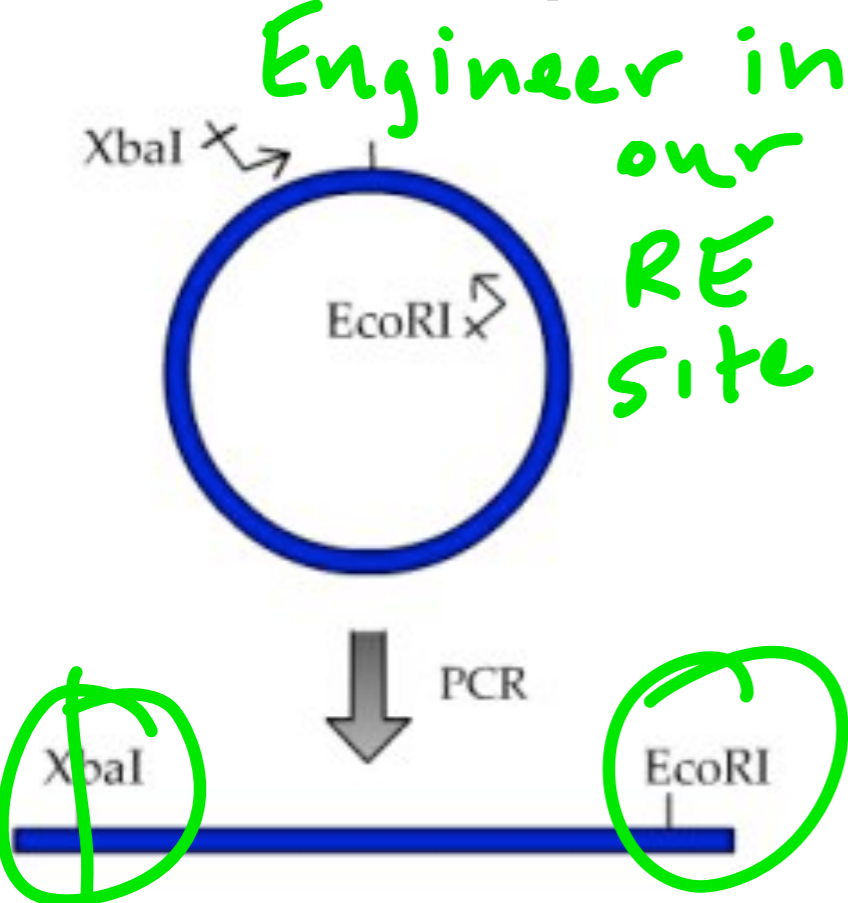 Engineer in
our
RE
site
XbaI
EcoRI
PCR
XbaI
EcoRI